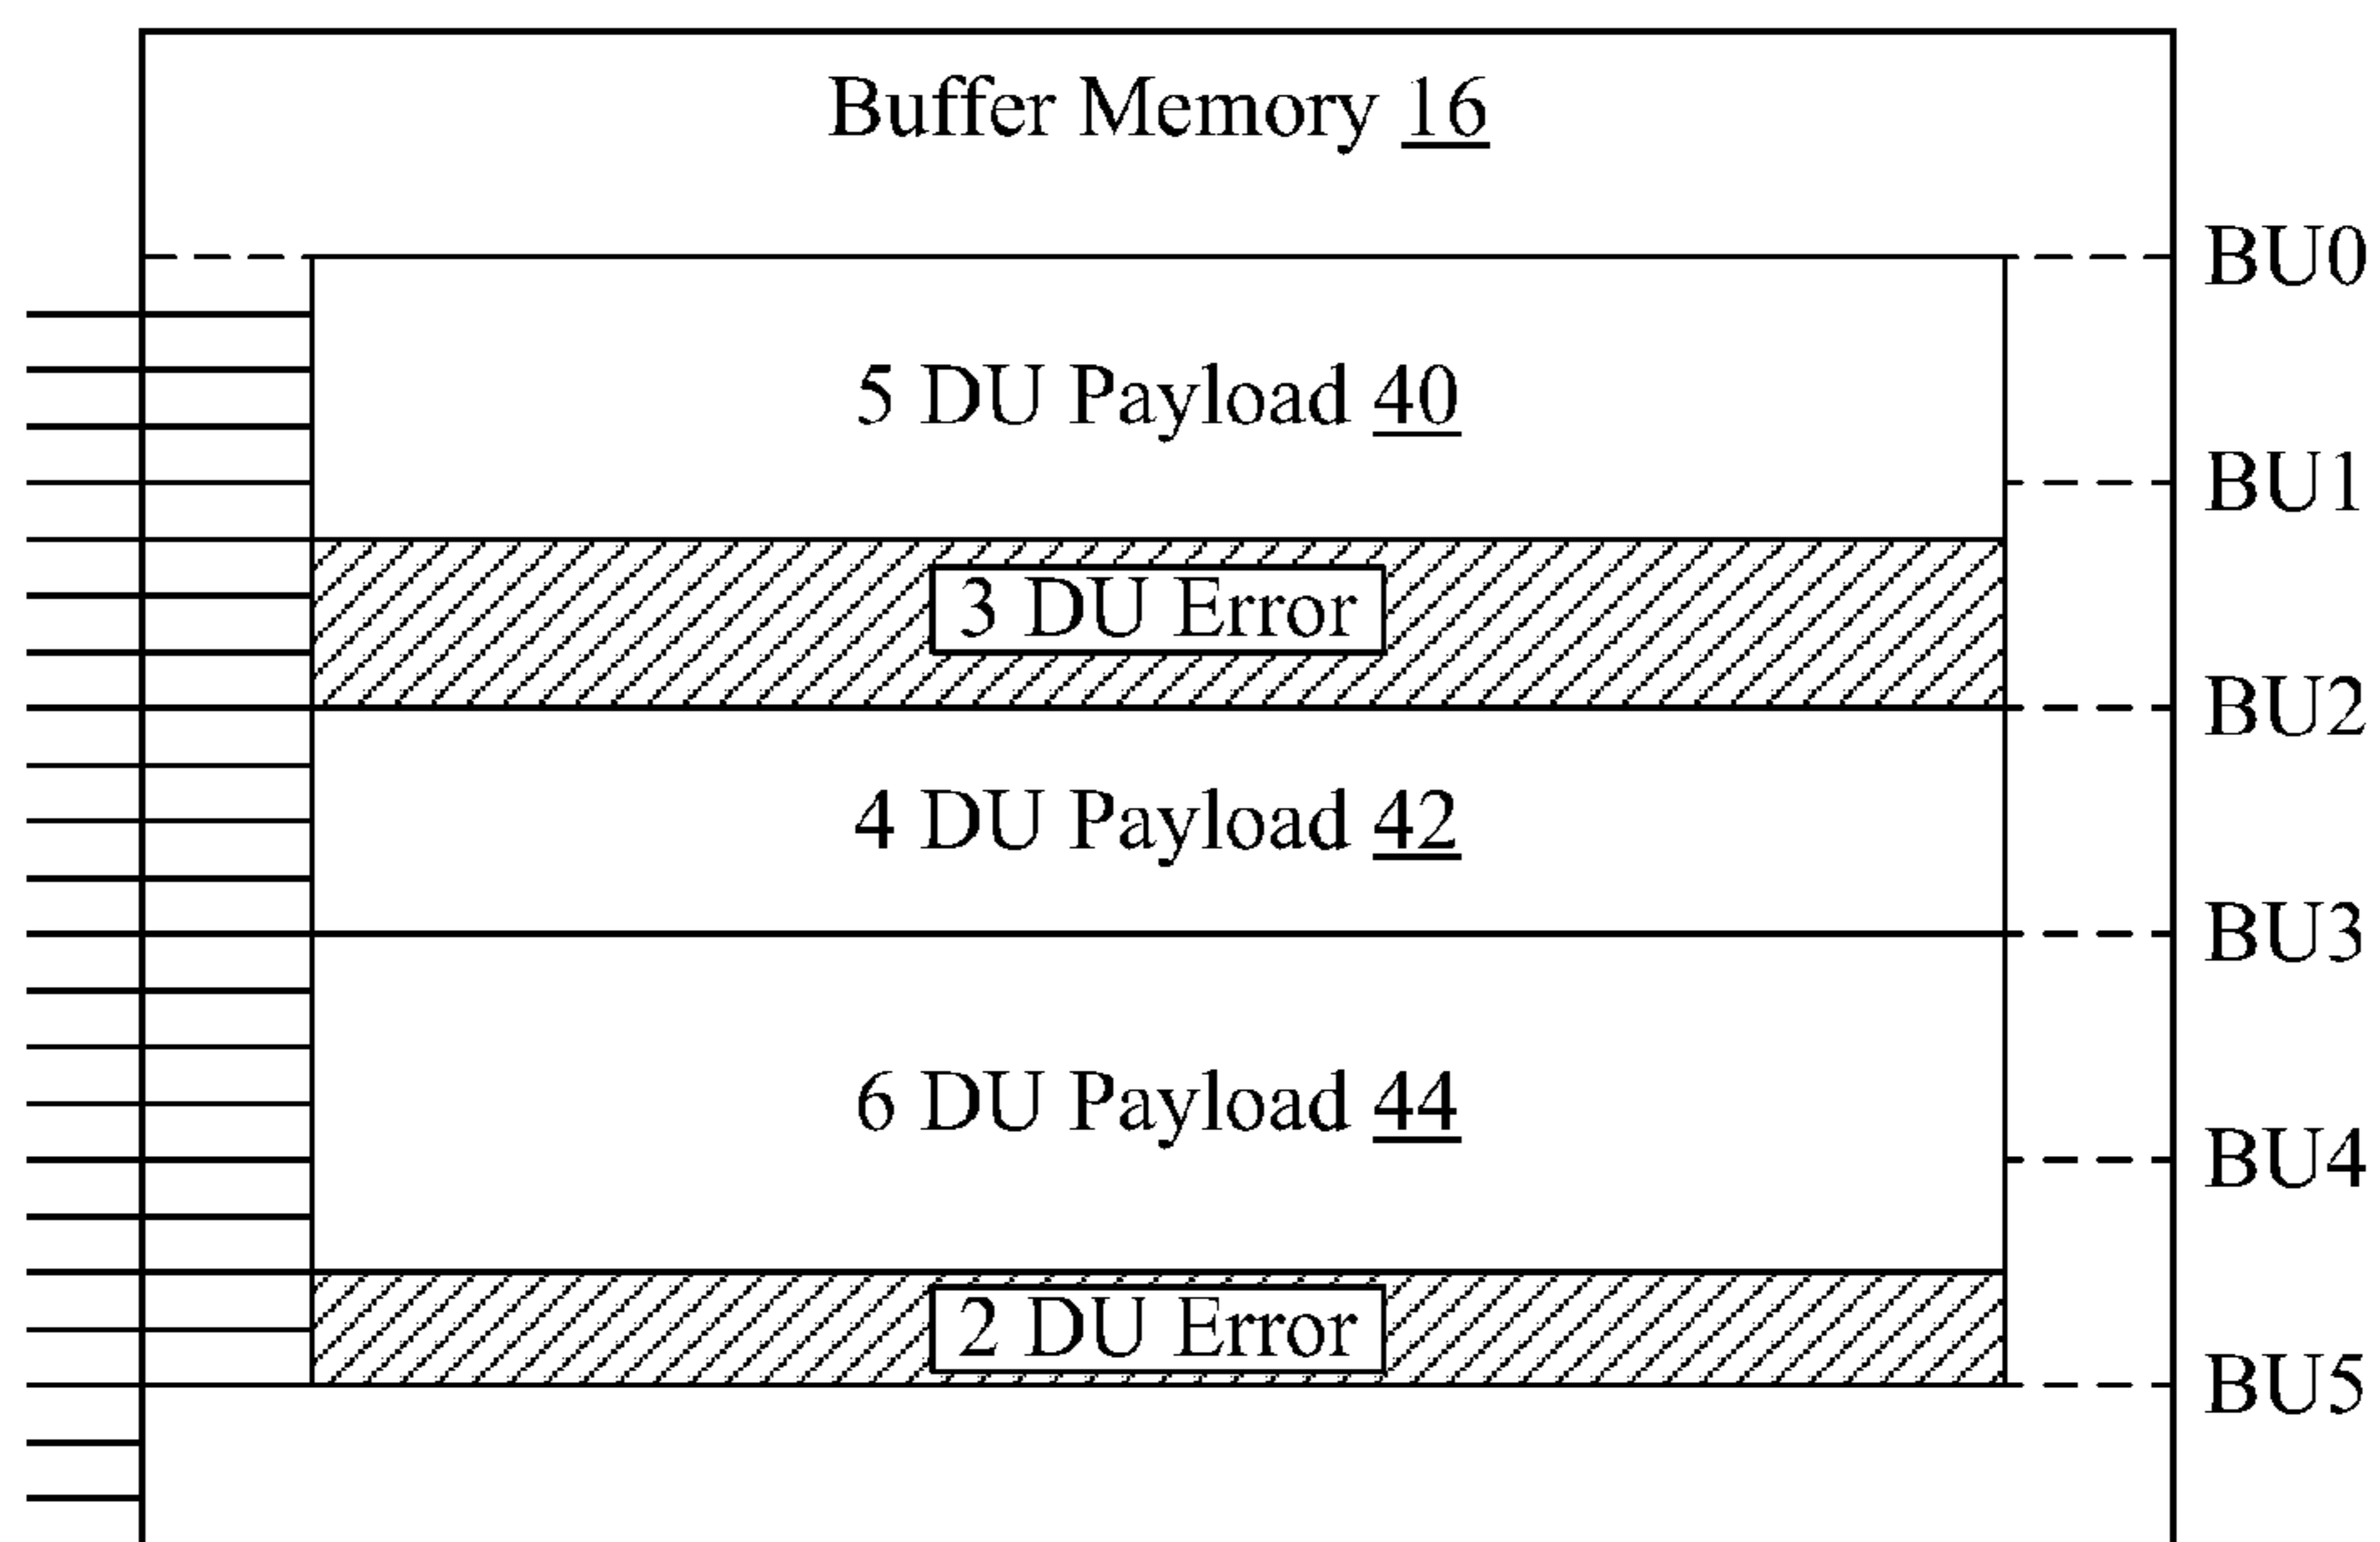 Buffer Memory 16
BU0
5 DU Payload 40
BU1
3 DU Error
BU2
4 DU Payload 42
BU3
6 DU Payload 44
BU4
2 DU Error
BU5